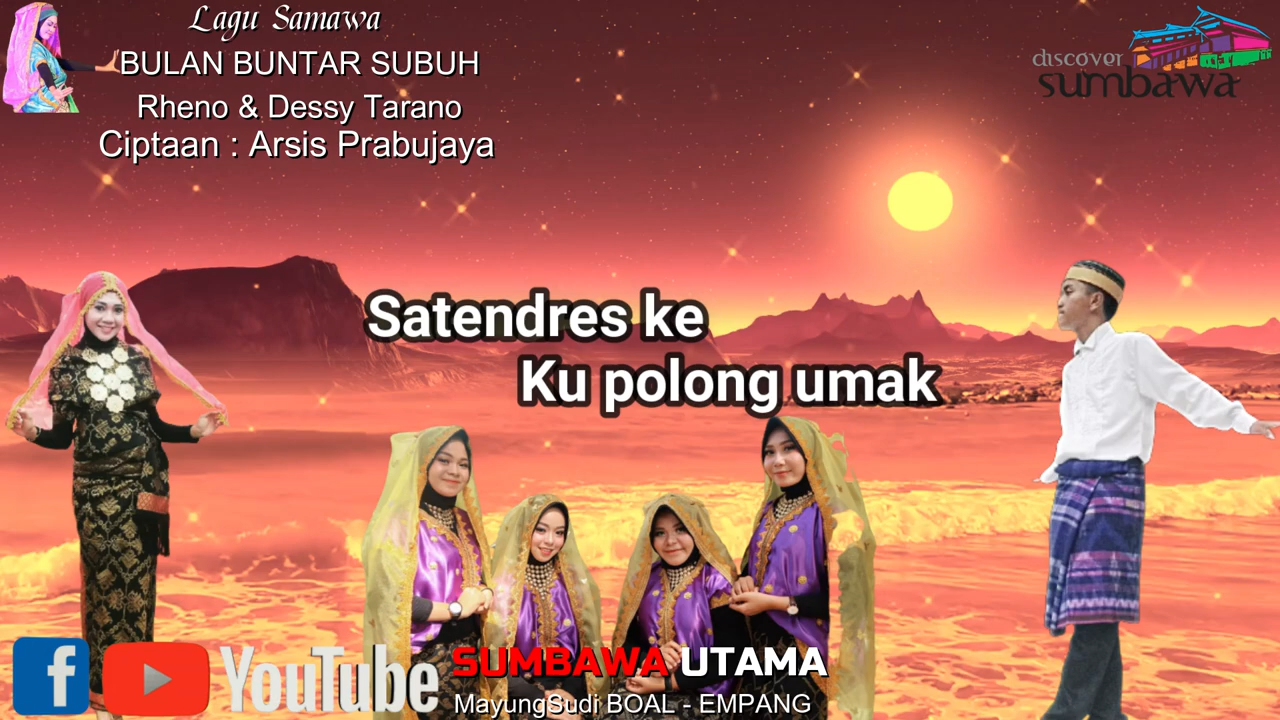 Lagu Samawa
BULAN BUNTAR SUBUH
Rheno & Dessy Tarano
Ciptaan : Arsis Prabujaya
discover
sumbawa
Satendres ke
Ku polong umak
f
YouTube
SUMBAWA UTAMA
MayungSudi BOAL - EMPANG